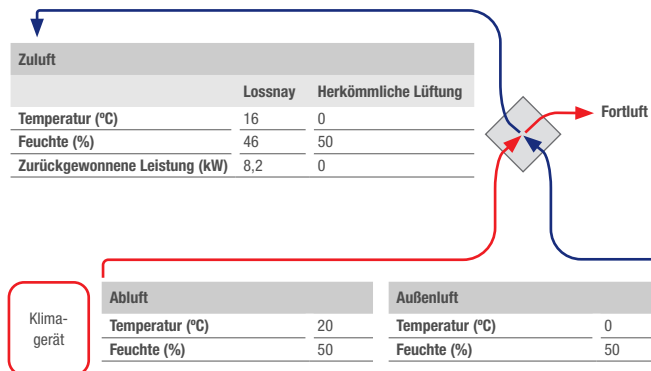 Zuluft
Lossnay Herkömmliche Lüftung
Temperatur (ºC) 16 0
Feuchte (%) 46 50
Zurückgewonnene Leistung (kW) 8,2 0
Fortluft
Klima-
gerät
Abluft
Temperatur (ºC) 20
Feuchte (%) 50
Außenluft
Temperatur (ºC) 0
Feuchte (%) 50